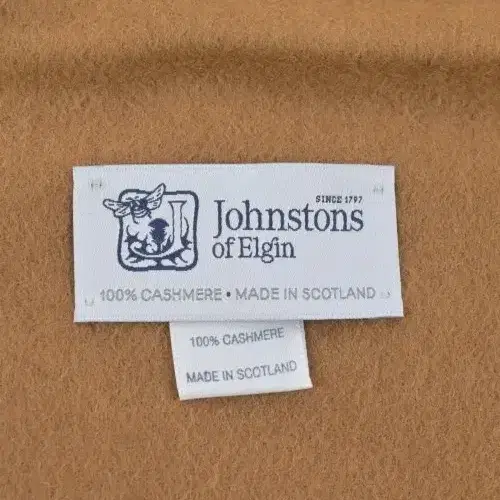 SINCE 1797
Johnstons
of Elgin
100% CASHMERE • MADE IN SCOTLAND
100% CASHMERE
MADE IN SCOTLAND